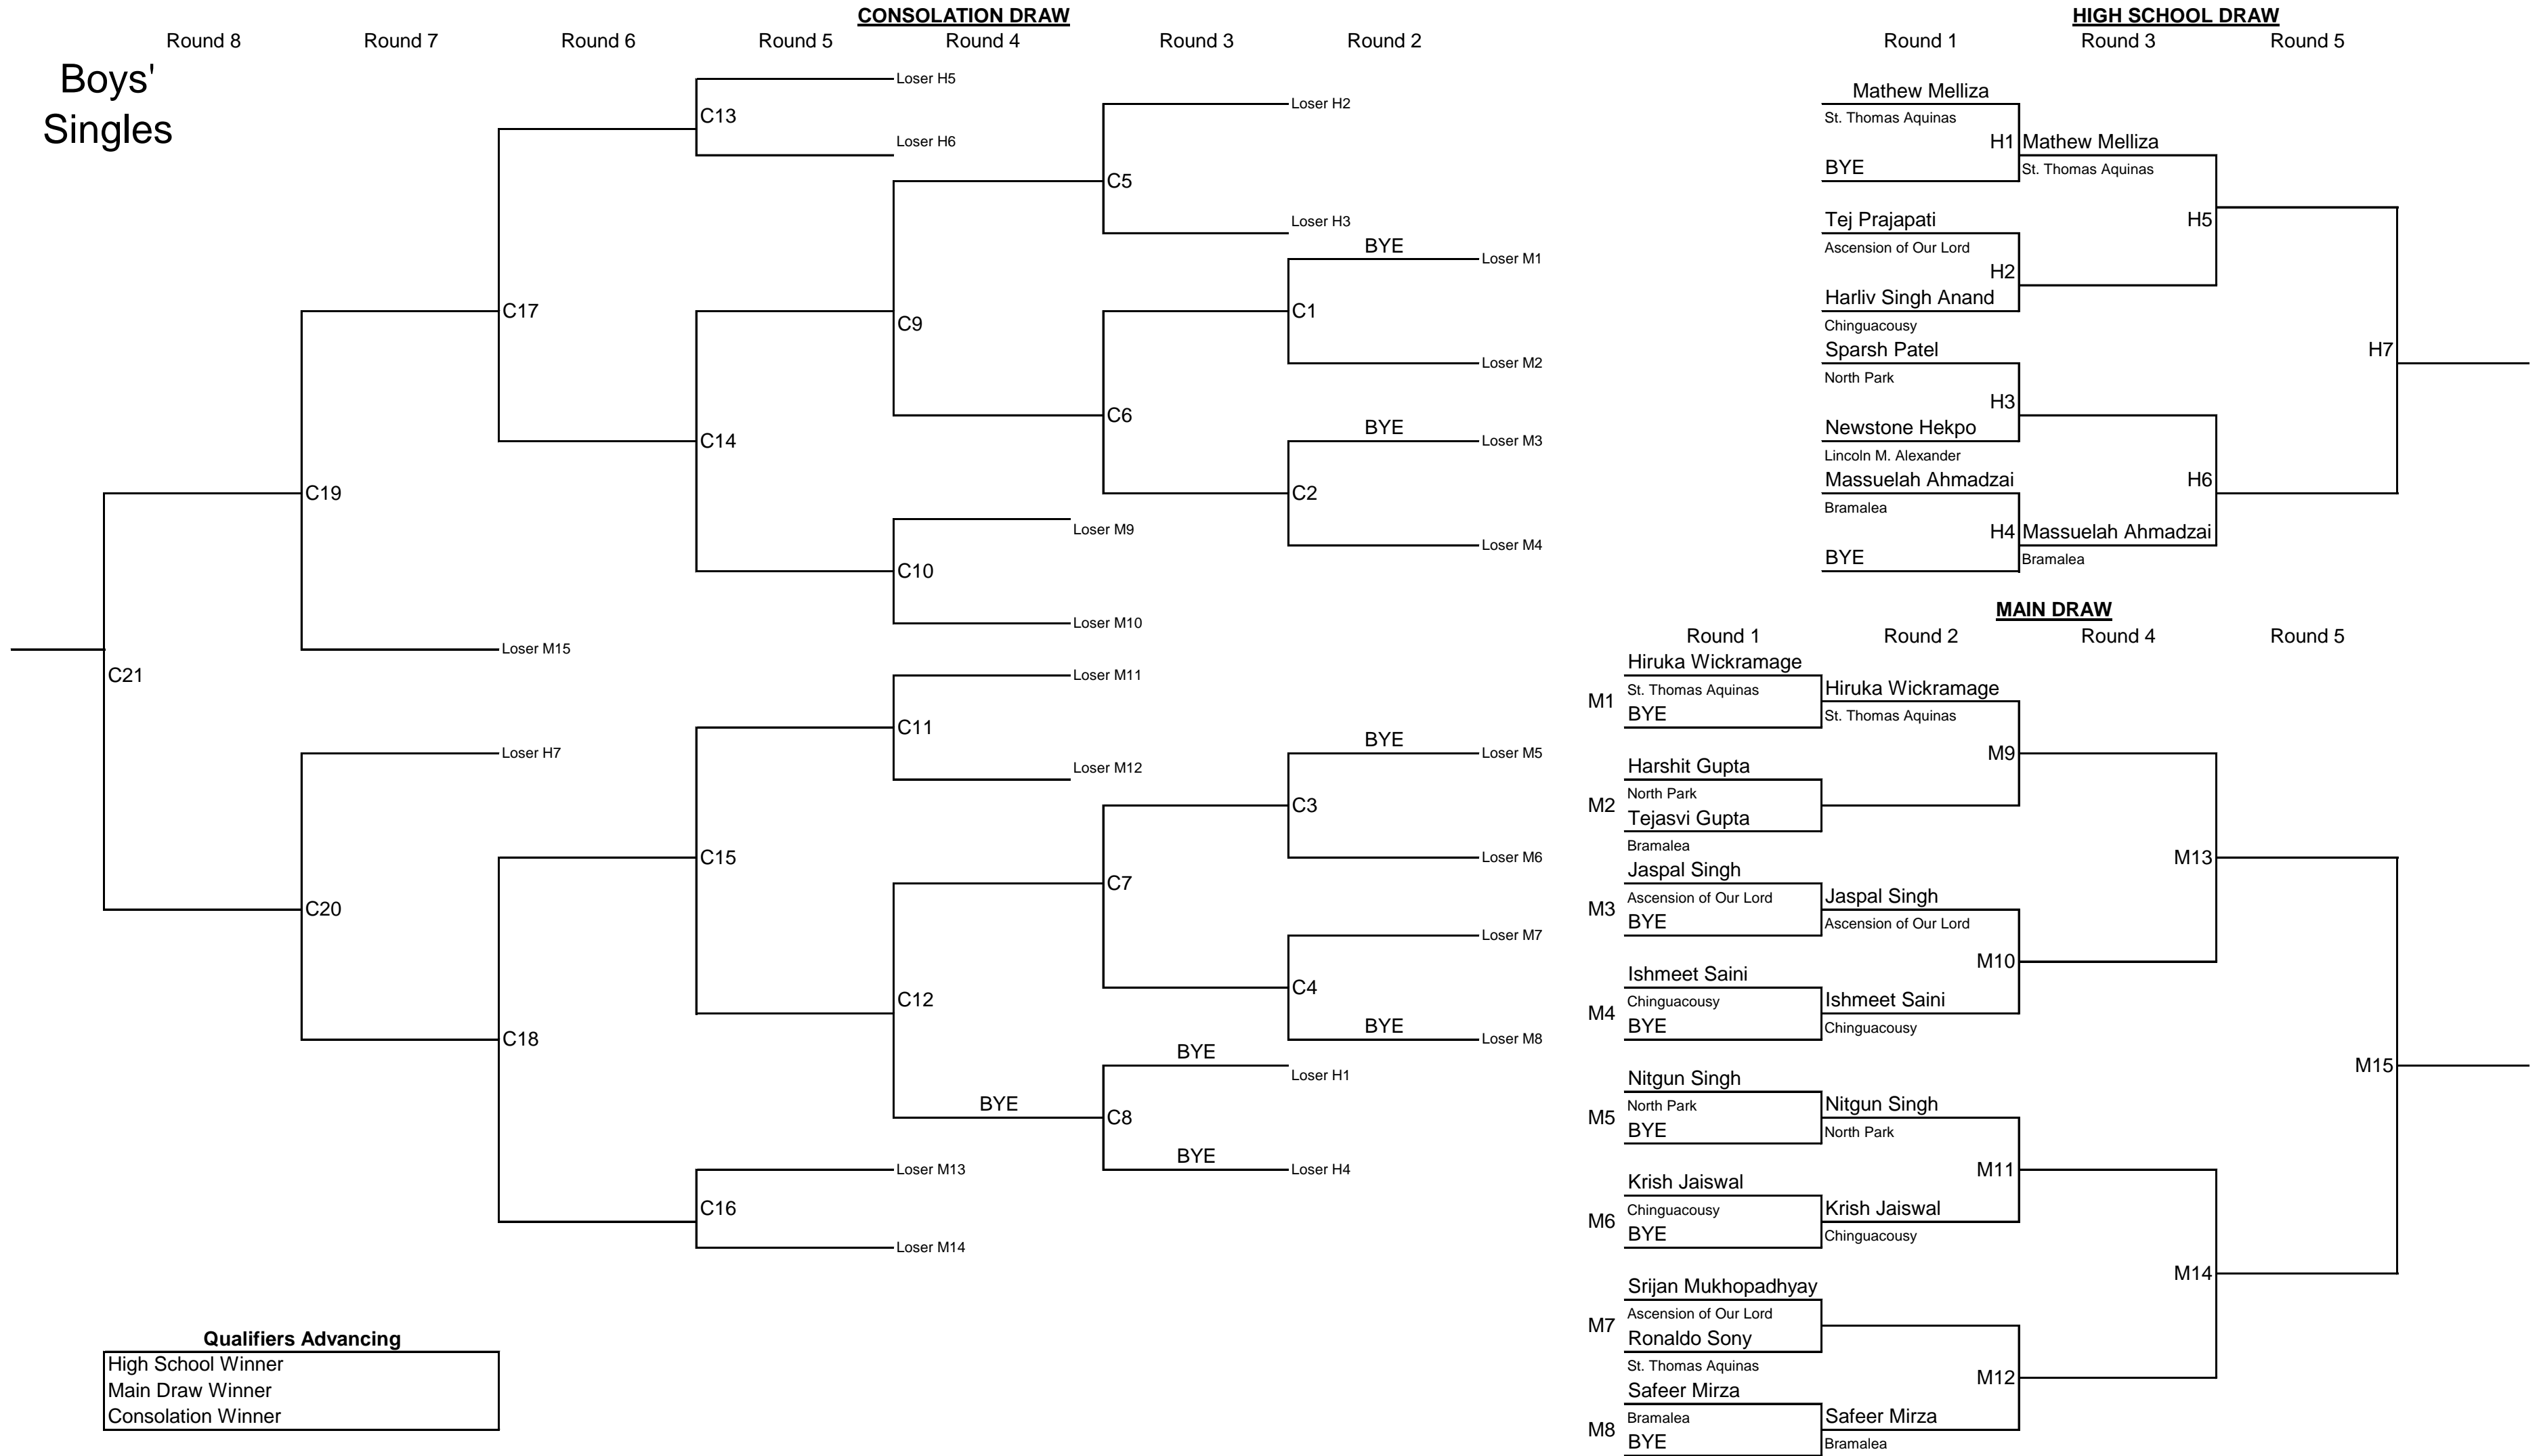 CONSOLATION DRAW
Round 8 Round 7 Round 6 Round 5 Round 4 Round 3 Round 2
Boys'
Singles
Loser H5
C13
Loser H6
Loser H2
C5
Loser H3
BYE
Loser M1
C17
C9
C1
Loser M2
C6
C14
BYE
Loser M3
C19
C2
Loser M9
Loser M4
C10
Loser M10
Loser M15
C21
Loser M11
C11
Loser M12
Loser H7
BYE
Loser M5
C3
C15
Loser M6
C7
C20
Loser M7
C12
C4
C18
BYE
Loser M8
BYE
Loser H1
BYE
C8
BYE
Loser H4
Loser M13
C16
Loser M14
Qualifiers Advancing
High School Winner
Main Draw Winner
Consolation Winner
HIGH SCHOOL DRAW
Round 1 Round 3 Round 5
Mathew Melliza
St. Thomas Aquinas
H1 Mathew Melliza
BYE
St. Thomas Aquinas
Tej Prajapati
H5
Ascension of Our Lord
H2
Harliv Singh Anand
Chinguacousy
Sparsh Patel
H7
North Park
H3
Newstone Hekpo
Lincoln M. Alexander
Massuelah Ahmadzai
H6
Bramalea
H4 Massuelah Ahmadzai
BYE
Bramalea
MAIN DRAW
Round 1 Round 2 Round 4 Round 5
Hiruka Wickramage
M1
St. Thomas Aquinas
Hiruka Wickramage
BYE
St. Thomas Aquinas
M9
Harshit Gupta
North Park
M2
Tejasvi Gupta
Bramalea
M13
Jaspal Singh
Ascension of Our Lord
Jaspal Singh
M3
BYE
Ascension of Our Lord
M10
Ishmeet Saini
Chinguacousy
Ishmeet Saini
M4
BYE
Chinguacousy
M15
Nitgun Singh
North Park
Nitgun Singh
M5
BYE
North Park
M11
Krish Jaiswal
Chinguacousy
Krish Jaiswal
M6
BYE
Chinguacousy
M14
Srijan Mukhopadhyay
Ascension of Our Lord
M7
Ronaldo Sony
St. Thomas Aquinas
M12
Safeer Mirza
Bramalea
Safeer Mirza
M8
BYE
Bramalea